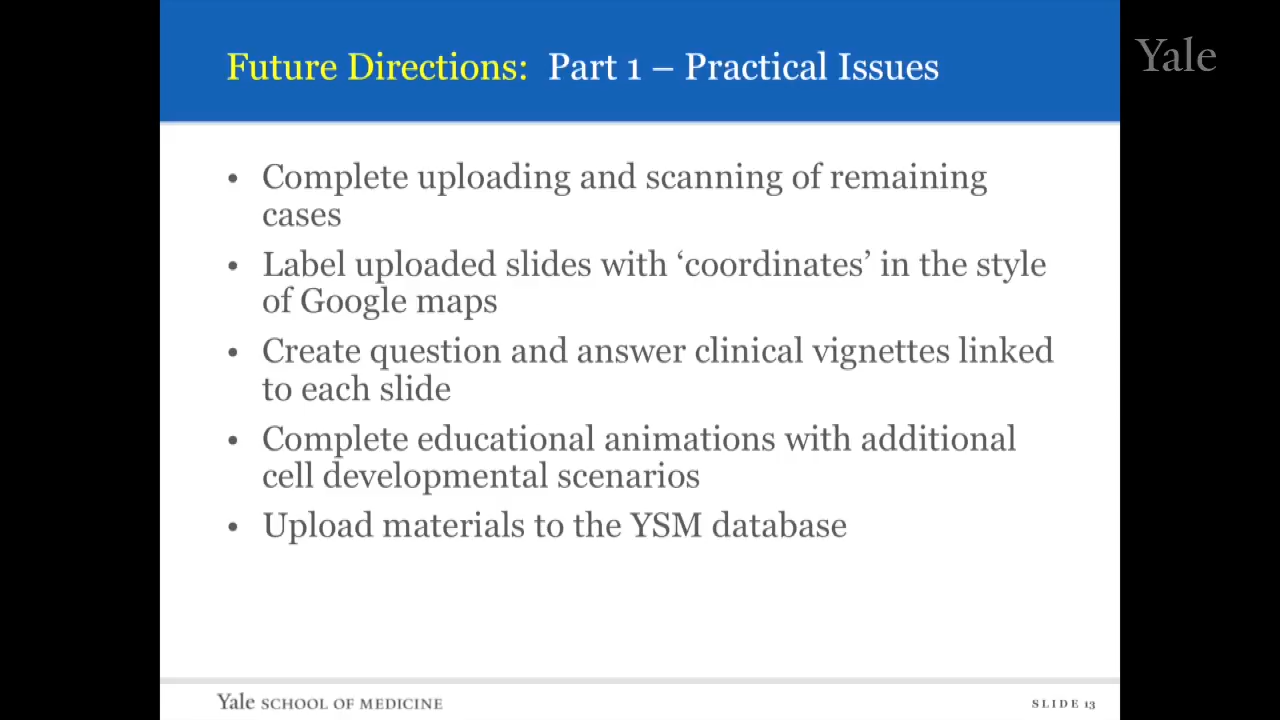 Future Directions: Part 1 – Practical Issues
Yale
• Complete uploading and scanning of remaining
cases
• Label uploaded slides with ‘coordinates’ in the style
of Google maps
• Create question and answer clinical vignettes linked
to each slide
• Complete educational animations with additional
cell developmental scenarios
• Upload materials to the YSM database
Yale SCHOOL OF MEDICINE
SLIDE 13